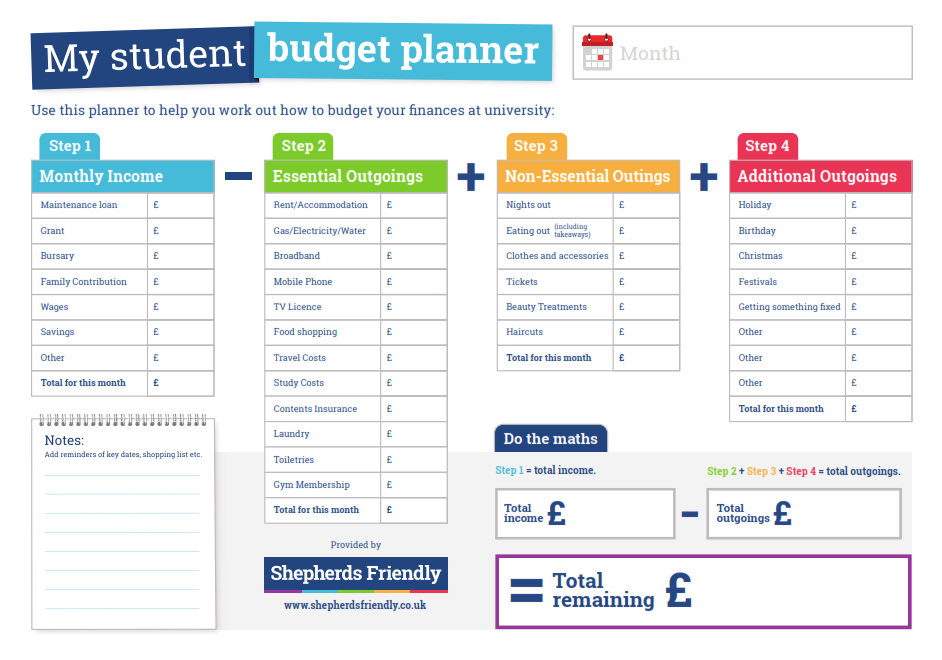 My student budget planner
Month
Use this planner to help you work out how to budget your finances at university:
Step 1
Monthly Income
Maintenance loan £
Grant £
Bursary £
Family Contribution £
Wages £
Savings £
Other £
Total for this month £
Step 2
Essential Outgoings
Rent/Accommodation £
Gas/Electricity/Water £
Broadband £
Mobile Phone £
TV Licence £
Food shopping £
Travel Costs £
Study Costs £
Contents Insurance £
Laundry £
Toiletries £
Gym Membership £
Total for this month £
Step 3
Non-Essential Outings
Nights out £
Eating out (including takeaways) £
Clothes and accessories £
Tickets £
Beauty Treatments £
Haircuts £
Total for this month £
Step 4
Additional Outgoings
Holiday £
Birthday £
Christmas £
Festivals £
Getting something fixed £
Other £
Other £
Other £
Total for this month £
Notes:
Add reminders of key dates, shopping list etc.
Provided by
Shepherds Friendly
www.shepherdsfriendly.co.uk
Do the maths
Step 1 = total income.
Step 2 + Step 3 + Step 4 = total outgoings.
Total
income £
–
Total
outgoings £
= Total
remaining £